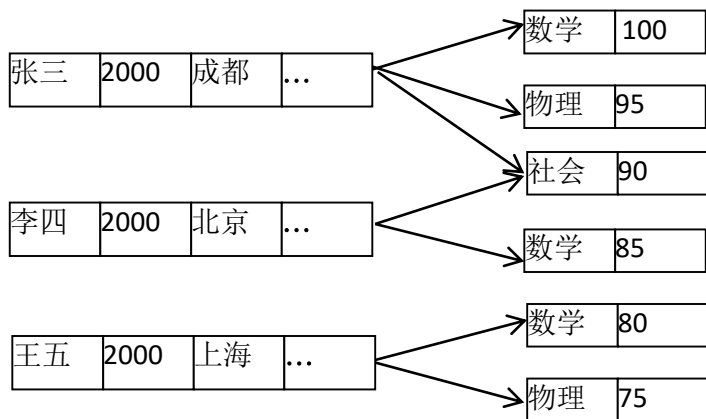 数学 100
张三 2000 成都 …
物理 95
社会 90
李四 2000 北京 …
数学 85
数学 80
王五 2000 上海 …
物理 75